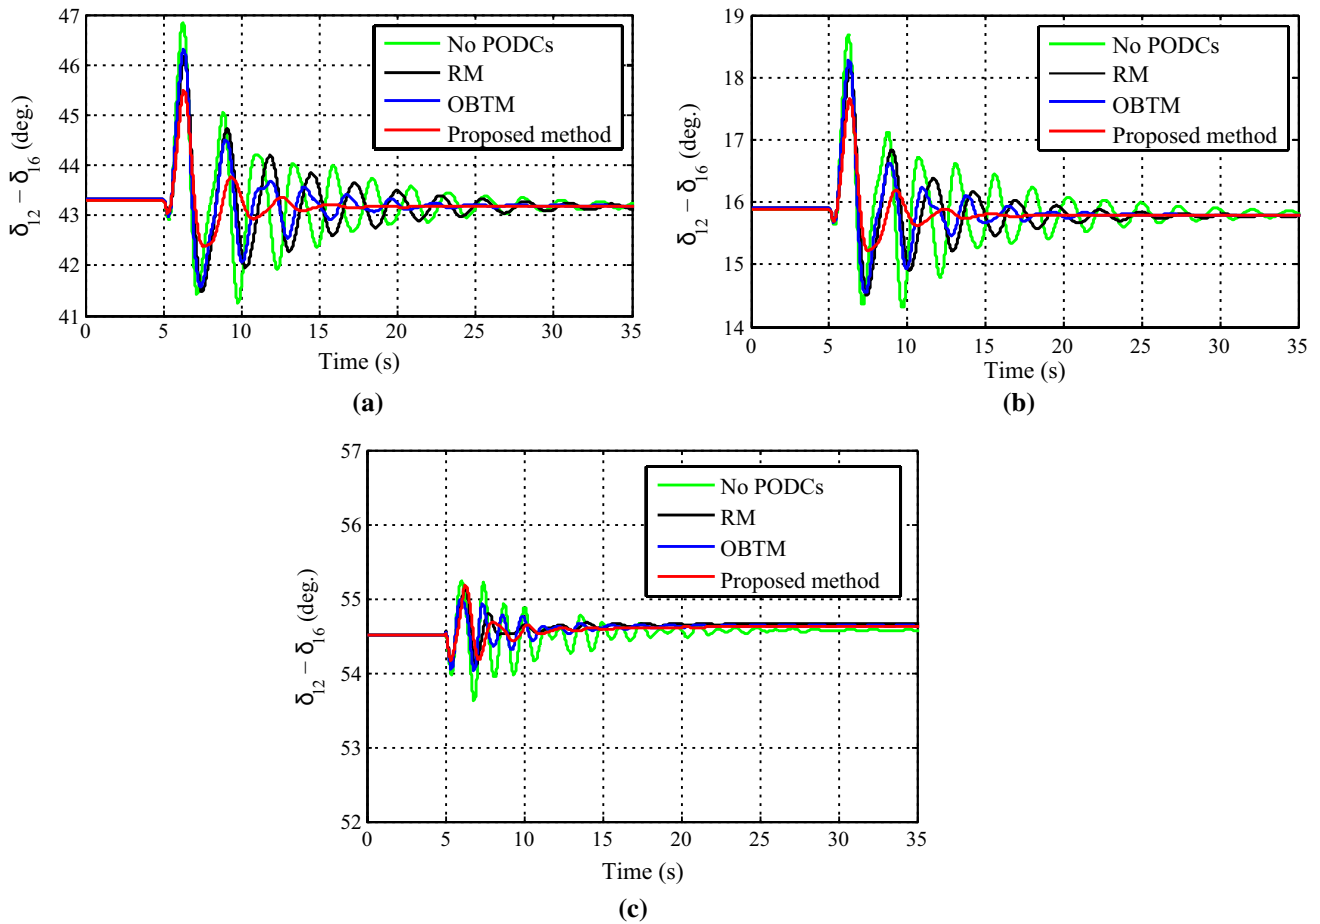 47
46
45
44
43
42
41
δ12 − δ16 (deg.)
No PODCs
RM
OBTM
Proposed method
0 5 10 15 20 25 30 35
Time (s)
(a)
19
18
17
16
15
14
δ12 − δ16 (deg.)
No PODCs
RM
OBTM
Proposed method
0 5 10 15 20 25 30 35
Time (s)
(b)
57
56
55
54
53
52
δ12 − δ16 (deg.)
No PODCs
RM
OBTM
Proposed method
0 5 10 15 20 25 30 35
Time (s)
(c)